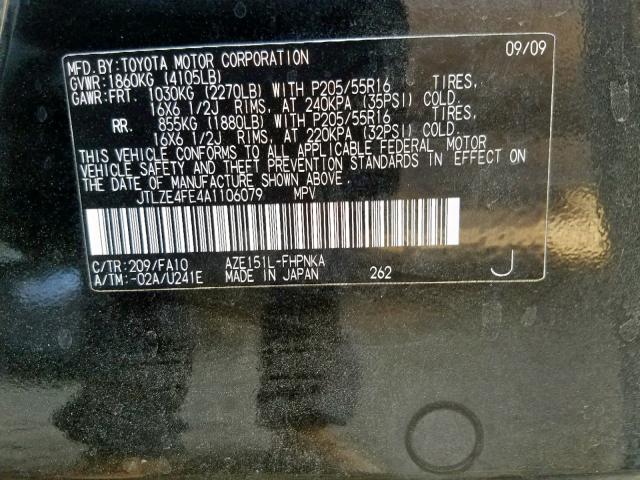 MFD. BY: TOYOTA MOTOR CORPORATION 09/09
GVWR: 1860KG (4105LB)
GAWR: FRT. 1030KG (2270LB) WITH P205/55R16 TIRES,
16X6 1/2J RIMS, AT 240KPA (35PSI) COLD.
RR. 855KG (1880LB) WITH P205/55R16 TIRES,
16X6 1/2J RIMS, AT 220KPA (32PSI) COLD.
THIS VEHICLE CONFORMS TO ALL APPLICABLE FEDERAL MOTOR
VEHICLE SAFETY AND THEFT PREVENTION STANDARDS IN EFFECT ON
THE DATE OF MANUFACTURE SHOWN ABOVE.
JTLZE4FE4A1106079 MPV
C/TR: 209/FA10 AZE151L-FHPNKA
A/TM: -02A/U241E MADE IN JAPAN 262 J